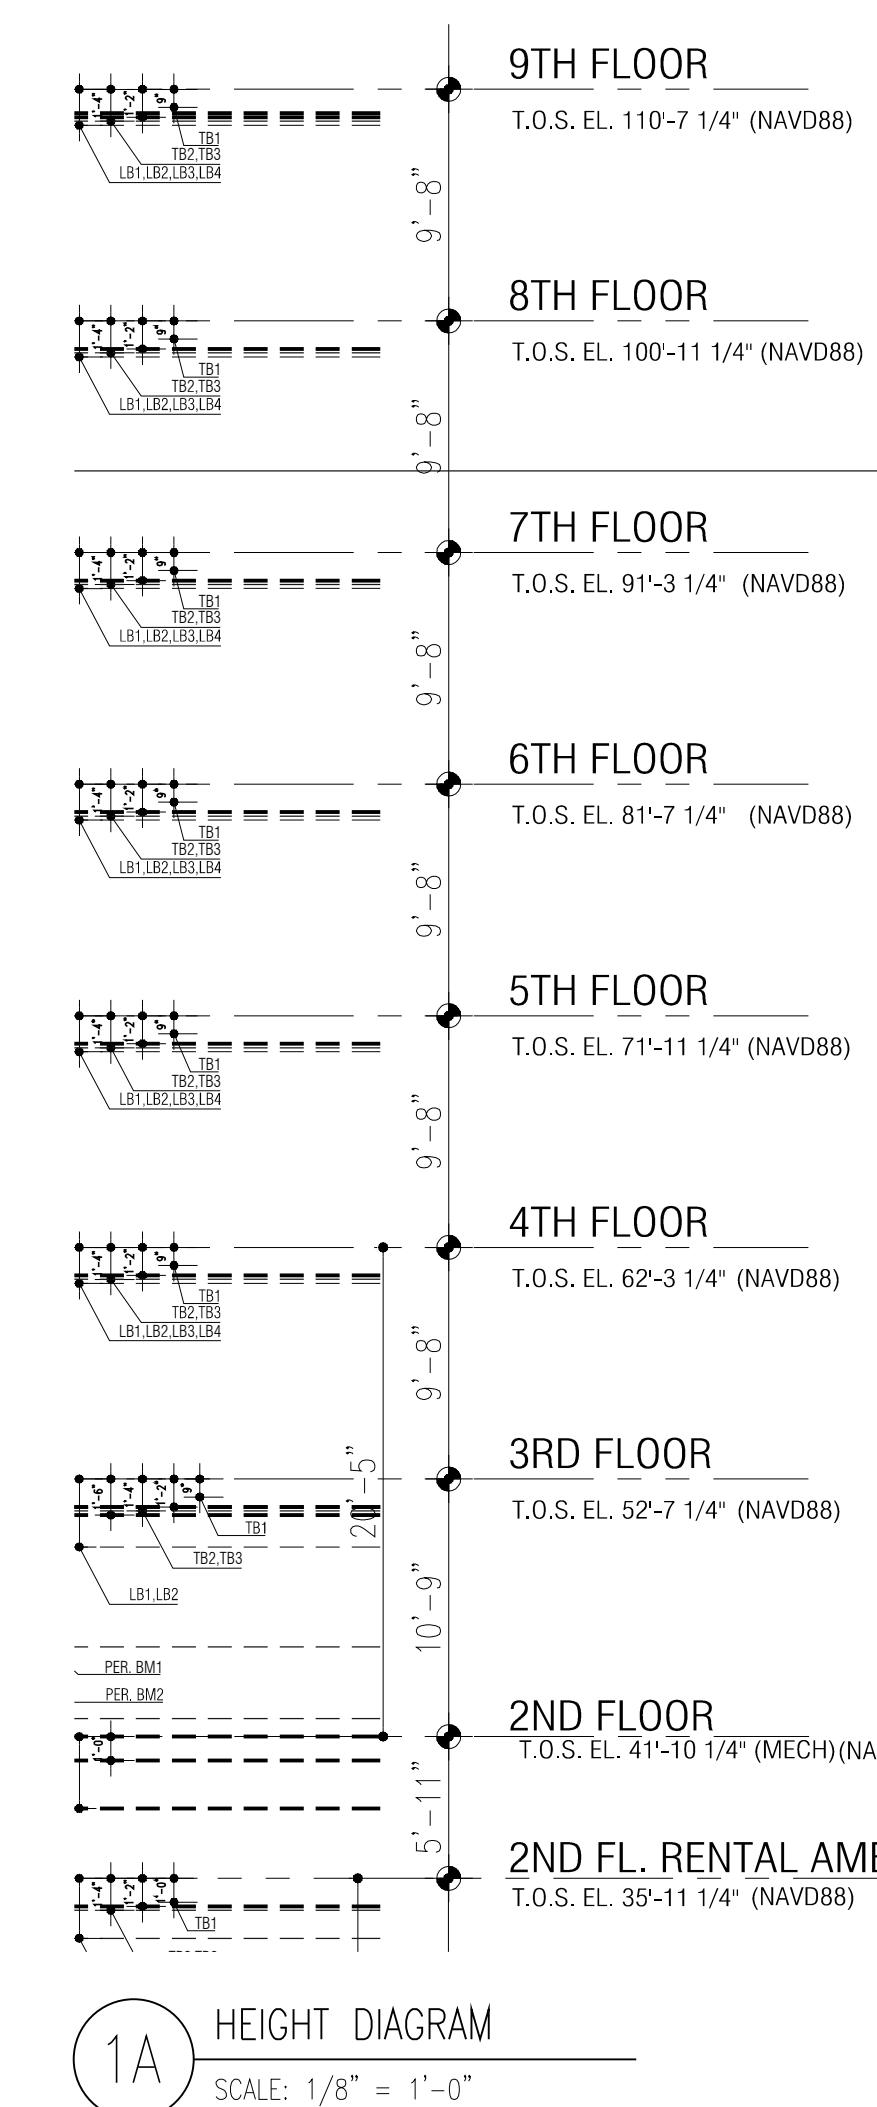 9TH FLOOR
T.O.S. EL. 110'-7 1/4" (NAVD88)
1'-4"
1'-2"
9"
TB1
TB2,TB3
LB1,LB2,LB3,LB4
9'-8"
8TH FLOOR
T.O.S. EL. 100'-11 1/4" (NAVD88)
1'-4"
1'-2"
9"
TB1
TB2,TB3
LB1,LB2,LB3,LB4
9'-8"
7TH FLOOR
T.O.S. EL. 91'-3 1/4" (NAVD88)
1'-4"
1'-2"
9"
TB1
TB2,TB3
LB1,LB2,LB3,LB4
9'-8"
6TH FLOOR
T.O.S. EL. 81'-7 1/4" (NAVD88)
1'-4"
1'-2"
9"
TB1
TB2,TB3
LB1,LB2,LB3,LB4
9'-8"
5TH FLOOR
T.O.S. EL. 71'-11 1/4" (NAVD88)
1'-4"
1'-2"
9"
TB1
TB2,TB3
LB1,LB2,LB3,LB4
9'-8"
4TH FLOOR
T.O.S. EL. 62'-3 1/4" (NAVD88)
1'-4"
1'-2"
9"
TB1
TB2,TB3
LB1,LB2,LB3,LB4
9'-8"
20'-5"
3RD FLOOR
T.O.S. EL. 52'-7 1/4" (NAVD88)
1'-6"
1'-4"
1'-2"
9"
TB1
TB2,TB3
LB1,LB2
10'-9"
PER. BM1
PER. BM2
2ND FLOOR
T.O.S. EL. 41'-10 1/4" (MECH)(NA
1'-0"
5'-11"
2ND FL. RENTAL AME
T.O.S. EL. 35'-11 1/4" (NAVD88)
1'-4"
1'-2"
1'-0"
TB1
1A
HEIGHT DIAGRAM
SCALE: 1/8" = 1'-0"